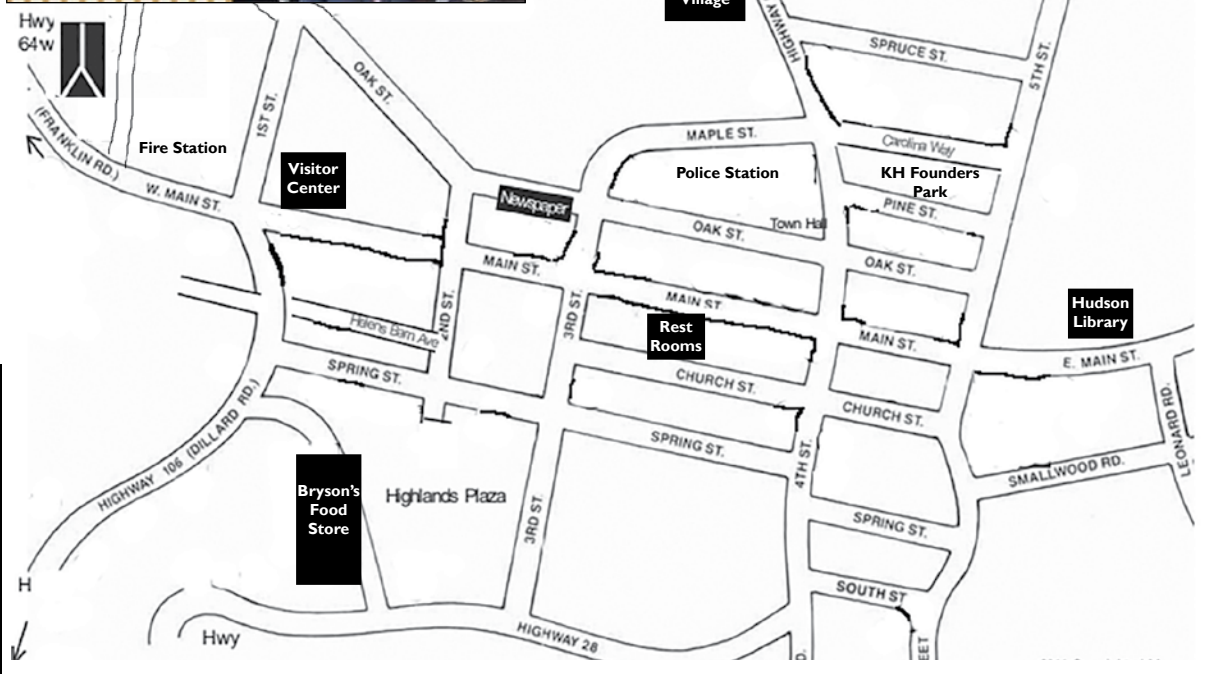 Village
Hwy
64w
HIGHWAY
SPRUCE ST.
5TH ST.
OAK ST.
1ST ST.
(FRANKLIN RD.)
Fire Station
MAPLE ST.
Carolina Way
Visitor
Center
Police Station
KH Founders
Park
W. MAIN ST.
Newspaper
PINE ST.
Town Hall
OAK ST.
OAK ST.
MAIN ST.
MAIN ST.
Hudson
Library
2ND ST.
3RD ST.
Helens Barn Ave
Rest
Rooms
MAIN ST.
E. MAIN ST.
SPRING ST.
CHURCH ST.
LEONARD RD.
CHURCH ST.
HIGHWAY 106 (DILLARD RD.)
SPRING ST.
4TH ST.
SMALLWOOD RD.
Bryson's
Food
Store
Highlands Plaza
3RD ST.
SPRING ST.
H
SOUTH ST
Hwy
HIGHWAY 28
D.
EET